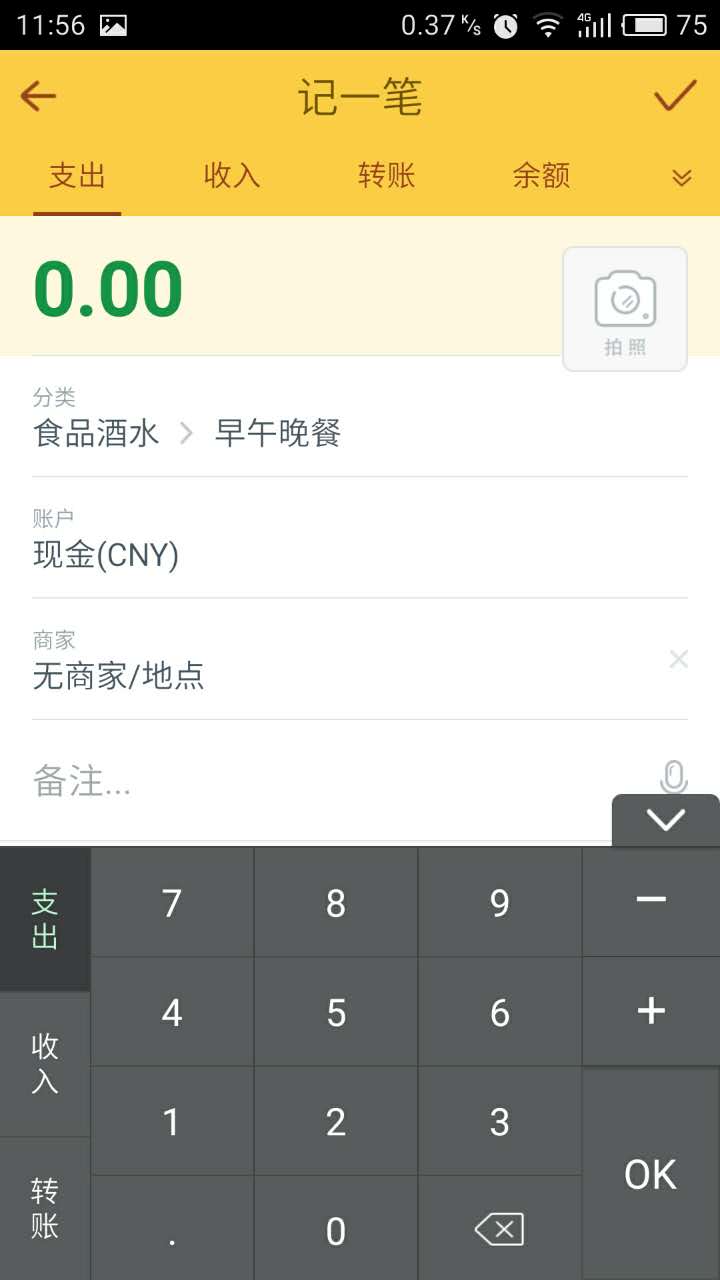 11:56 0.37 K/s 4G 75
记一笔
支出 收入 转账 余额
0.00
拍照
分类
食品酒水 早午晚餐
账户
现金(CNY)
商家
无商家/地点
备注...
支出 7 8 9 −
4 5 6 +
收入
1 2 3
OK
转账
. 0